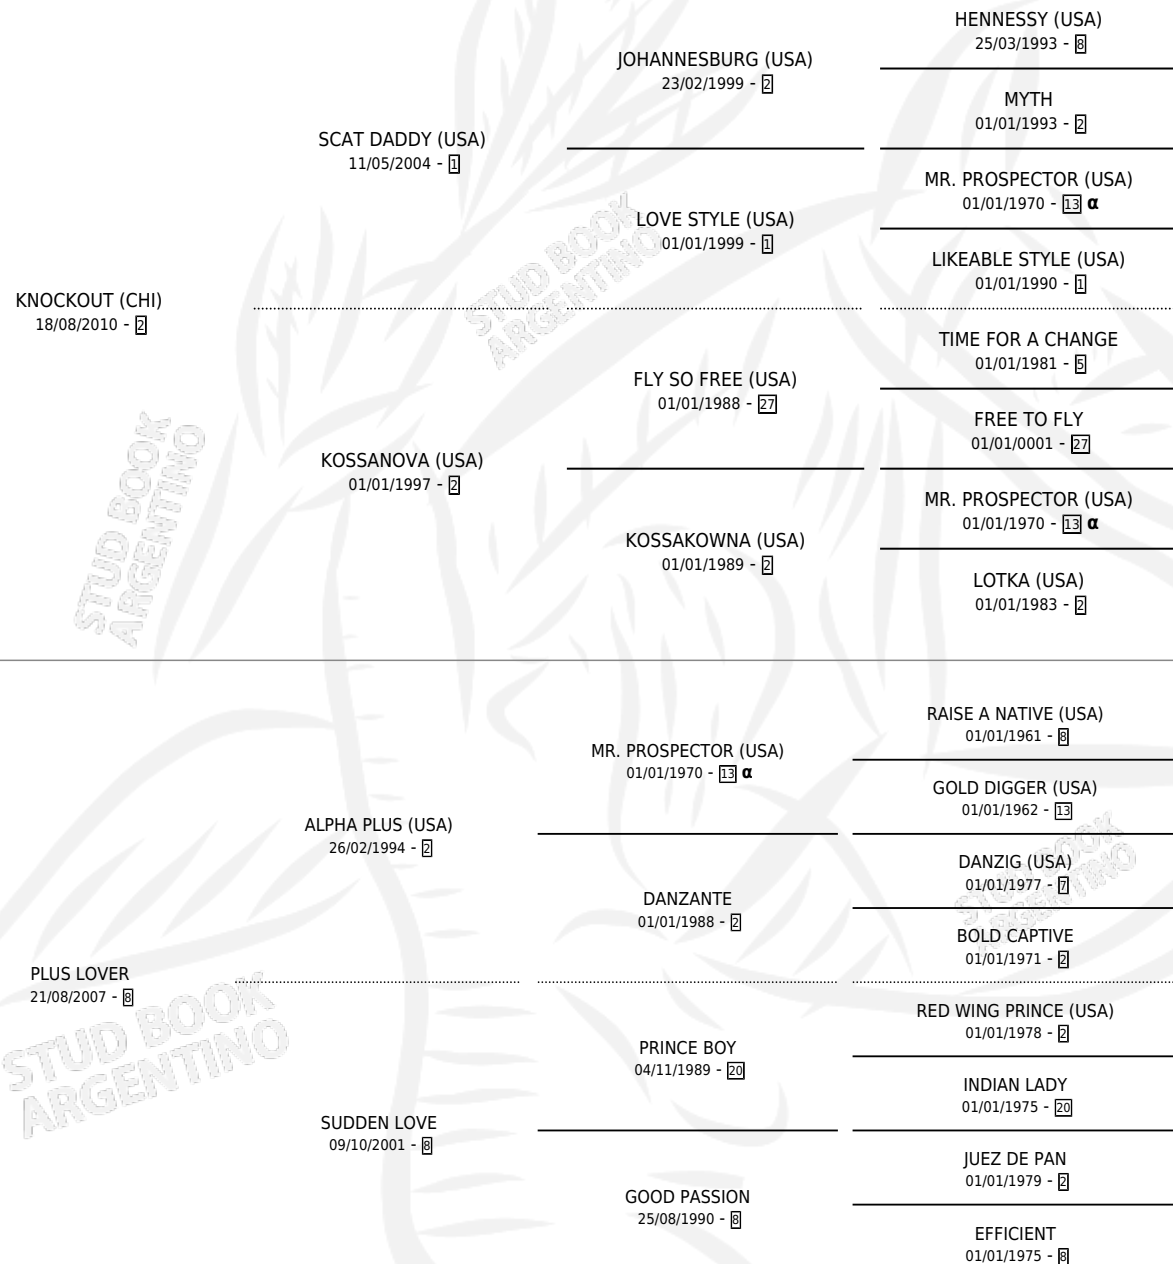 HENNESSY (USA)
25/03/1993 - 8
JOHANNESBURG (USA)
23/02/1999 - 2
MYTH
01/01/1993 - 2
SCAT DADDY (USA)
11/05/2004 - 1
MR. PROSPECTOR (USA)
01/01/1970 - 13 α
LOVE STYLE (USA)
01/01/1999 - 1
LIKEABLE STYLE (USA)
01/01/1990 - 1
KNOCKOUT (CHI)
18/08/2010 - 2
STUD BOOK
ARGENTINO
TIME FOR A CHANGE
01/01/1981 - 5
FLY SO FREE (USA)
01/01/1988 - 27
FREE TO FLY
01/01/0001 - 27
KOSSANOVA (USA)
01/01/1997 - 2
MR. PROSPECTOR (USA)
01/01/1970 - 13 α
KOSSAKOWNA (USA)
01/01/1989 - 2
LOTKA (USA)
01/01/1983 - 2
STUD BOOK
ARGENTINO
RAISE A NATIVE (USA)
01/01/1961 - 8
MR. PROSPECTOR (USA)
01/01/1970 - 13 α
GOLD DIGGER (USA)
01/01/1962 - 13
ALPHA PLUS (USA)
26/02/1994 - 2
DANZIG (USA)
01/01/1977 - 7
STUD BOOK
ARGENTINO
DANZANTE
01/01/1988 - 2
BOLD CAPTIVE
01/01/1971 - 2
PLUS LOVER
21/08/2007 - 8
STUD BOOK
ARGENTINO
RED WING PRINCE (USA)
01/01/1978 - 2
PRINCE BOY
04/11/1989 - 20
INDIAN LADY
01/01/1975 - 20
SUDDEN LOVE
09/10/2001 - 8
JUEZ DE PAN
01/01/1979 - 2
GOOD PASSION
25/08/1990 - 8
EFFICIENT
01/01/1975 - 8